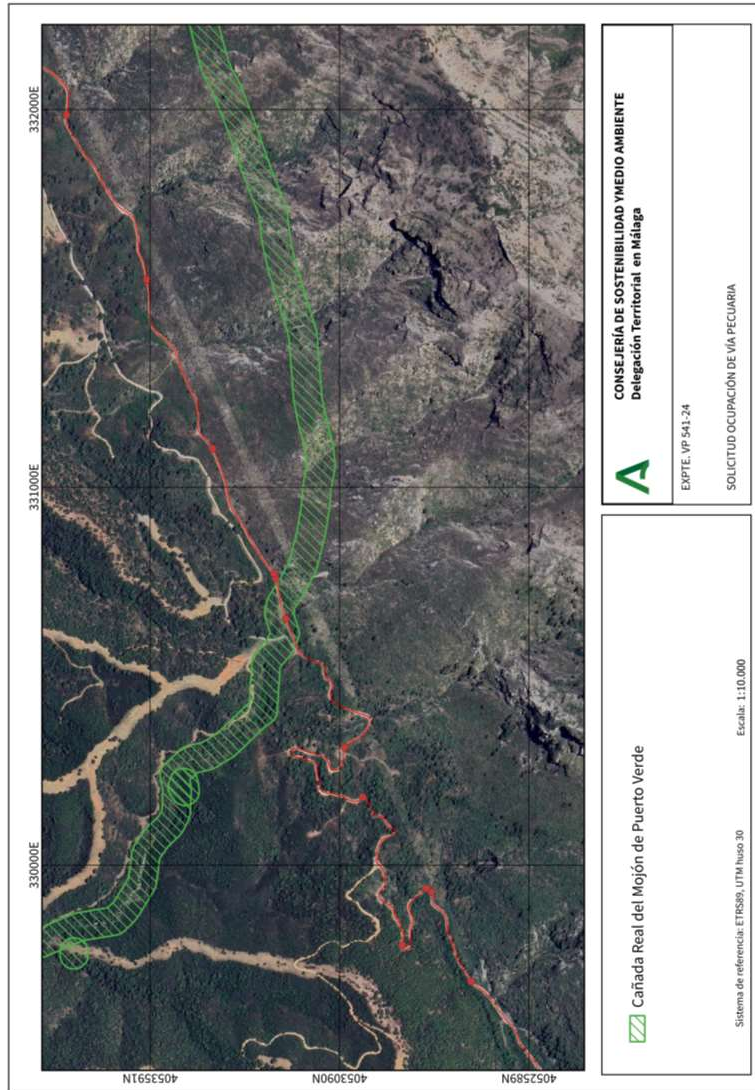 332000E
331000E
330000E
4053591N
4053090N
4052589N
Cañada Real del Mojón de Puerto Verde
Sistema de referencia: ETRS89, UTM huso 30
Escala: 1:10.000
CONSEJERÍA DE SOSTENIBILIDAD YMEDIO AMBIENTE
Delegación Territorial en Málaga
EXPTE. VP 541-24
SOLICITUD OCUPACIÓN DE VÍA PECUARIA